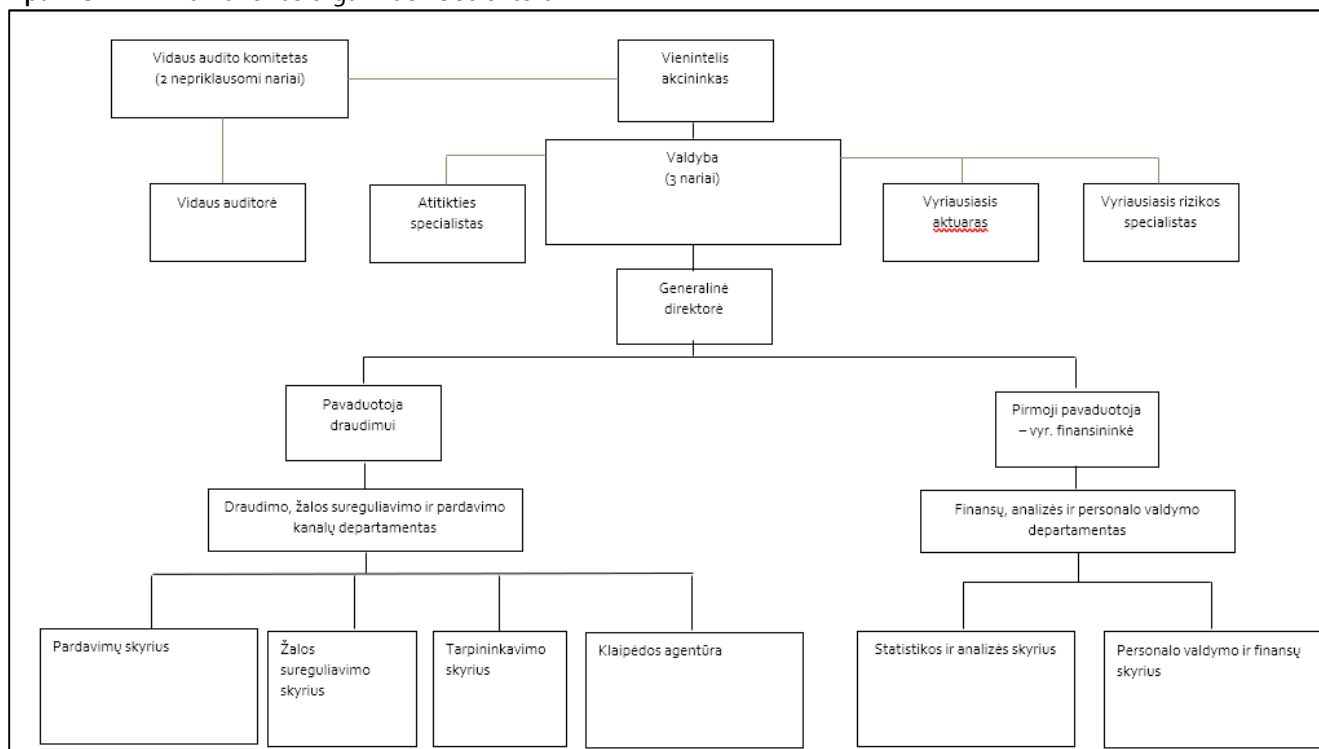 Vidaus audito komitetas
(2 nepriklausomi nariai)
Vienintelis
akcininkas
Valdyba
(3 nariai)
Vidaus auditorė
Atitikties
specialistas
Vyriausiasis
aktuaras
Vyriausiasis rizikos
specialistas
Generalinė
direktorė
Pavaduotoja
draudimui
Pirmoji pavaduotoja
– vyr. finansininkė
Draudimo, žalos sureguliavimo ir pardavimo
kanalų departamentas
Finansų, analizės ir personalo valdymo
departamentas
Pardavimų skyrius
Žalos
sureguliavimo
skyrius
Tarpininkavimo
skyrius
Klaipėdos agentūra
Statistikos ir analizės skyrius
Personalo valdymo ir finansų
skyrius